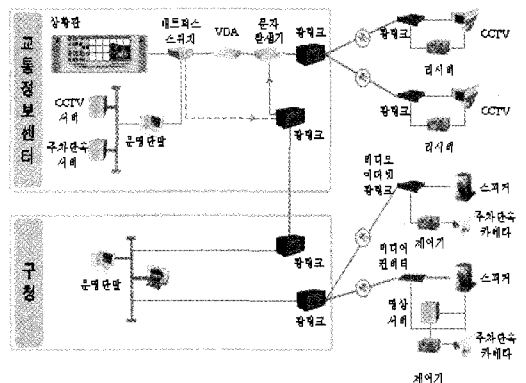 교통정보센터
상황판
매트릭스
스위치
VDA
문자
발생기
광링크
광링크
CCTV
리시버
광링크
CCTV
리시버
CCTV
서버
주차단속
서버
운영단말
광링크
비디오
이더넷
광링크
스피커
제어기
주차단속
카메라
구청
운영단말
광링크
광링크
미디어
컨버터
스피커
영상
서버
주차단속
카메라
제어기